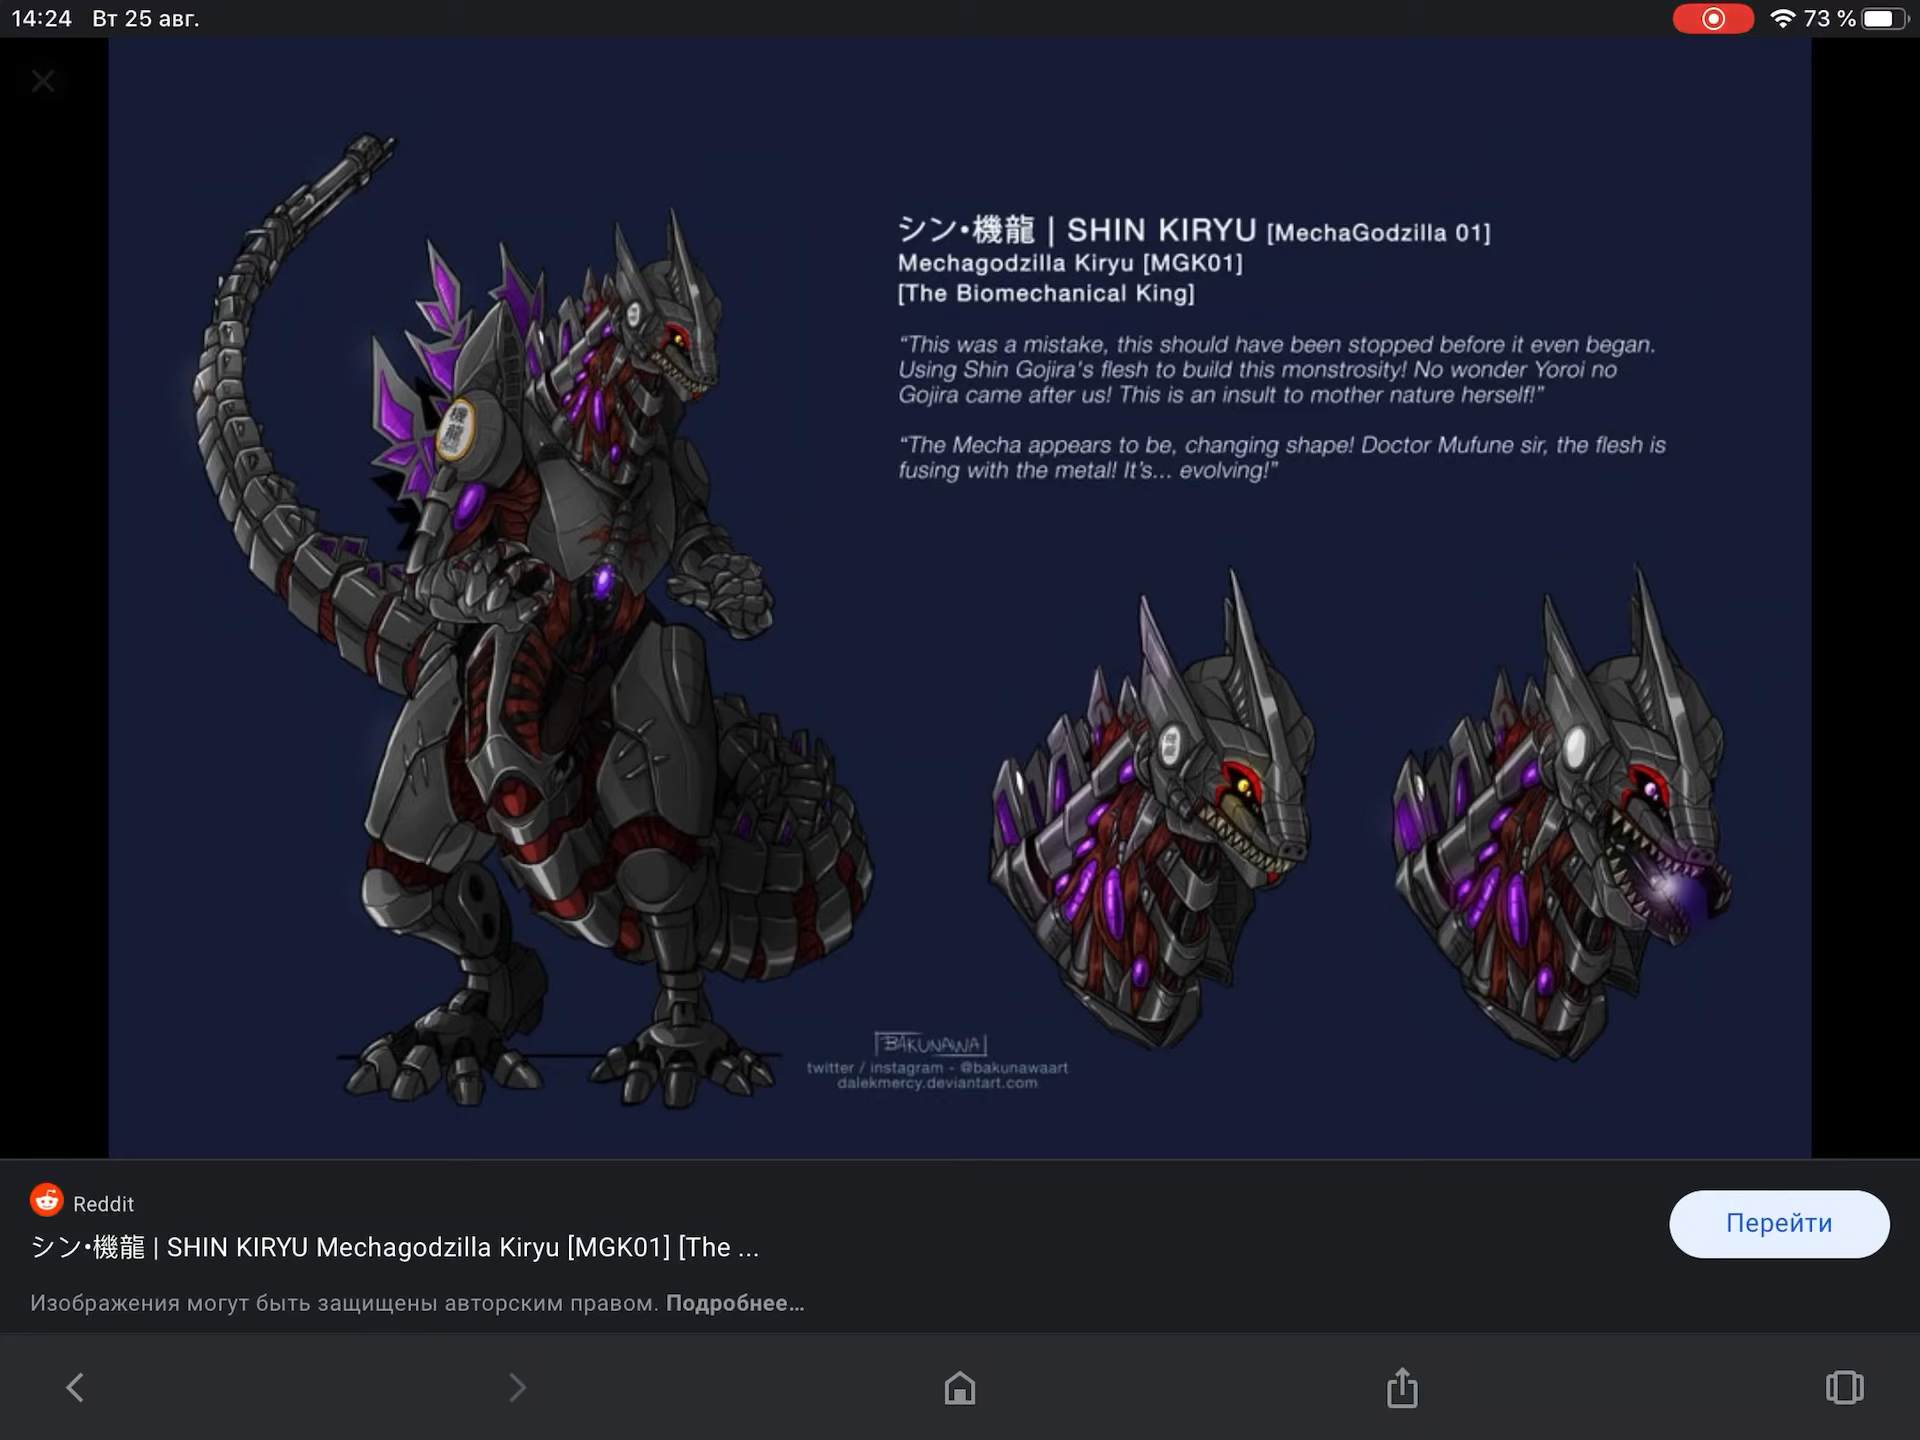 14:24 Вт 25 авг.
73 %
シン・機龍 | SHIN KIRYU [MechaGodzilla 01]
Mechagodzilla Kiryu [MGK01]
[The Biomechanical King]
“This was a mistake, this should have been stopped before it even began.
Using Shin Gojira's flesh to build this monstrosity! No wonder Yoroi no
Gojira came after us! This is an insult to mother nature herself!”
“The Mecha appears to be, changing shape! Doctor Mufune sir, the flesh is
fusing with the metal! It's... evolving!”
機龍
BAKUNAWA
twitter / instagram - @bakunawaart
dalekmercy.deviantart.com
Reddit
シン・機龍 | SHIN KIRYU Mechagodzilla Kiryu [MGK01] [The ...
Перейти
Изображения могут быть защищены авторским правом. Подробнее...